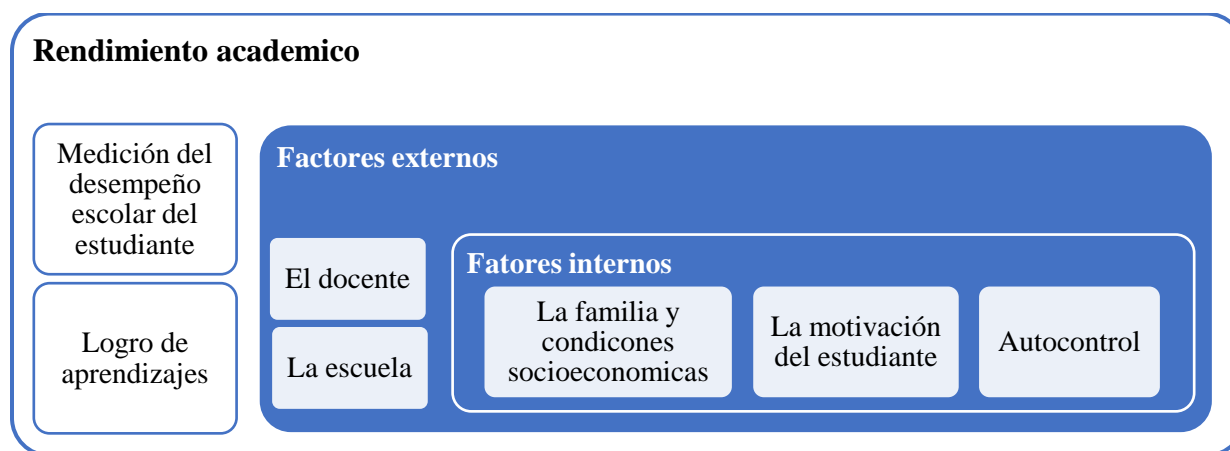 Rendimiento academico
Medición del
desempeño
escolar del
estudiante
Logro de
aprendizajes
Factores externos
El docente
La escuela
Fatores internos
La familia y
condicones
socioeconomicas
La motivación
del estudiante
Autocontrol